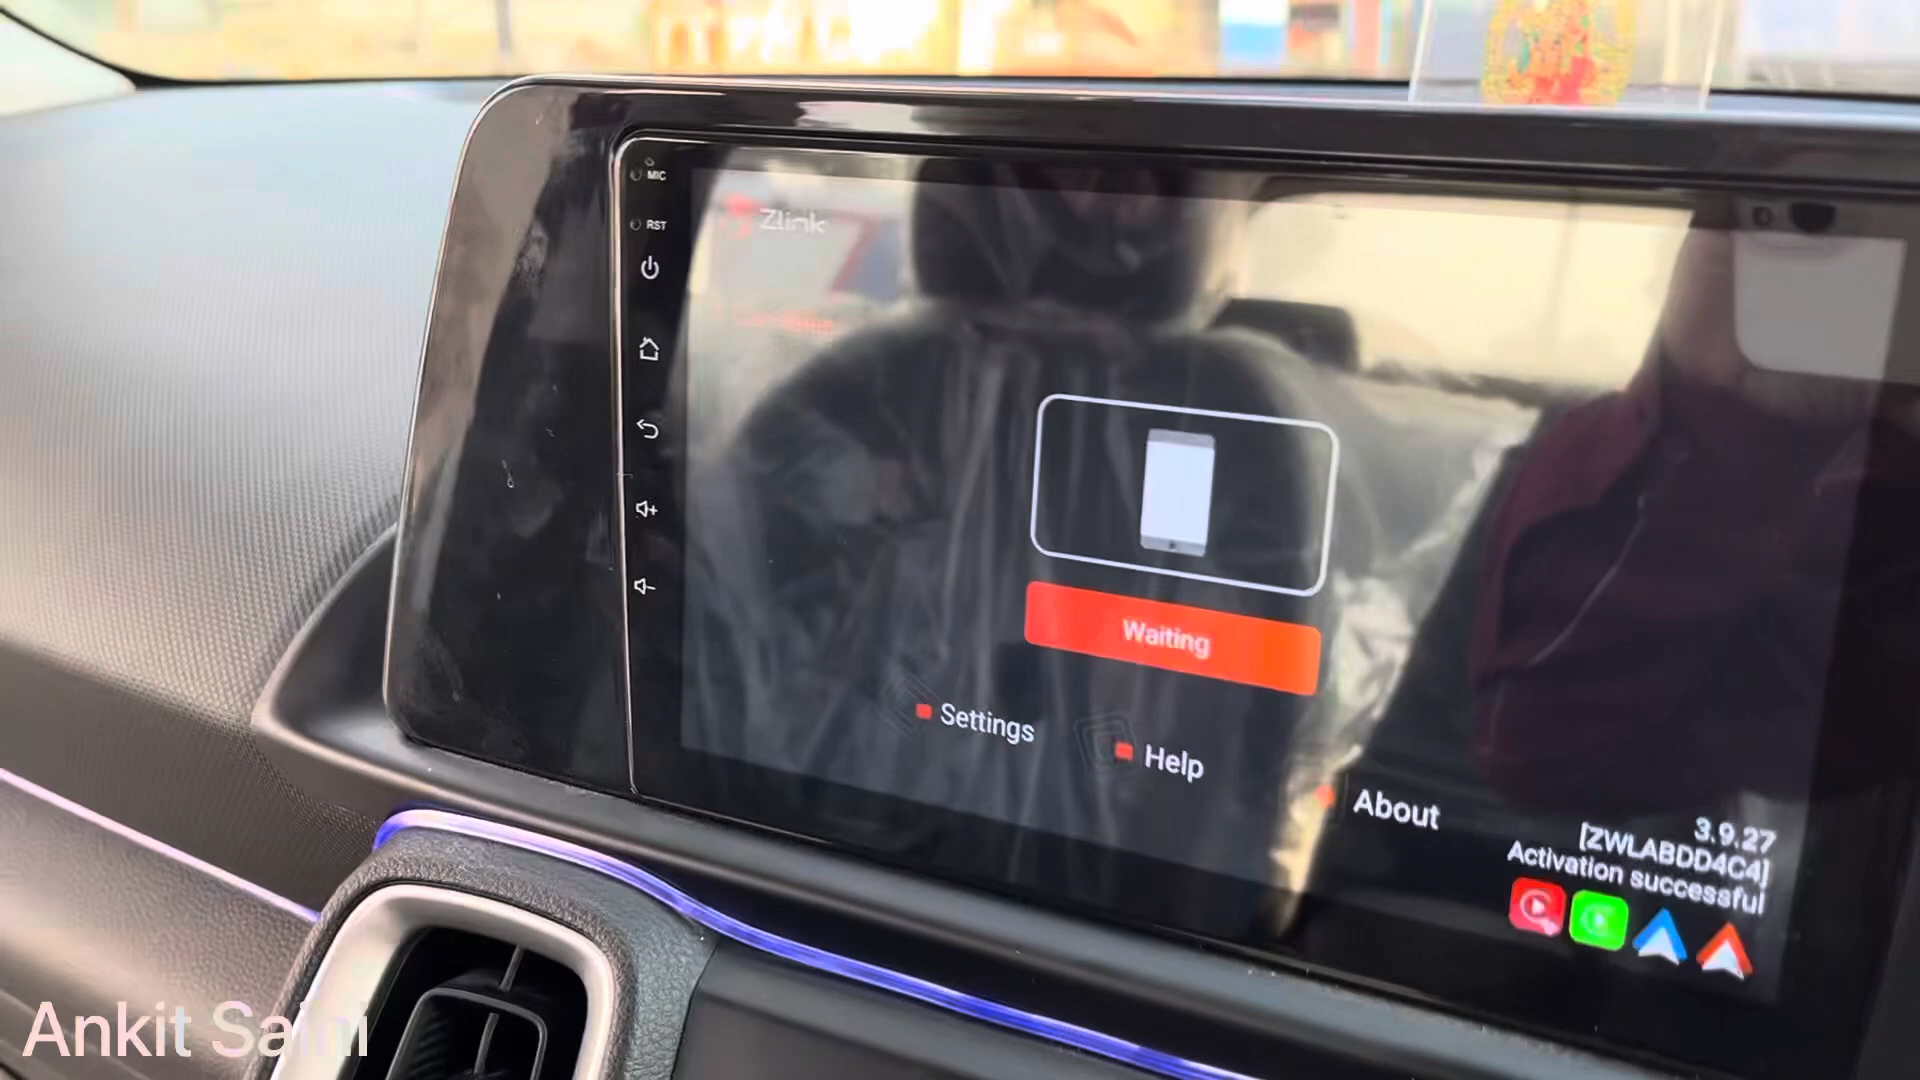 MIC
RST
Zlink
Waiting
Settings
Help
About
3.9.27
[ZWLABDD4C4]
Activation successful
Ankit Saini